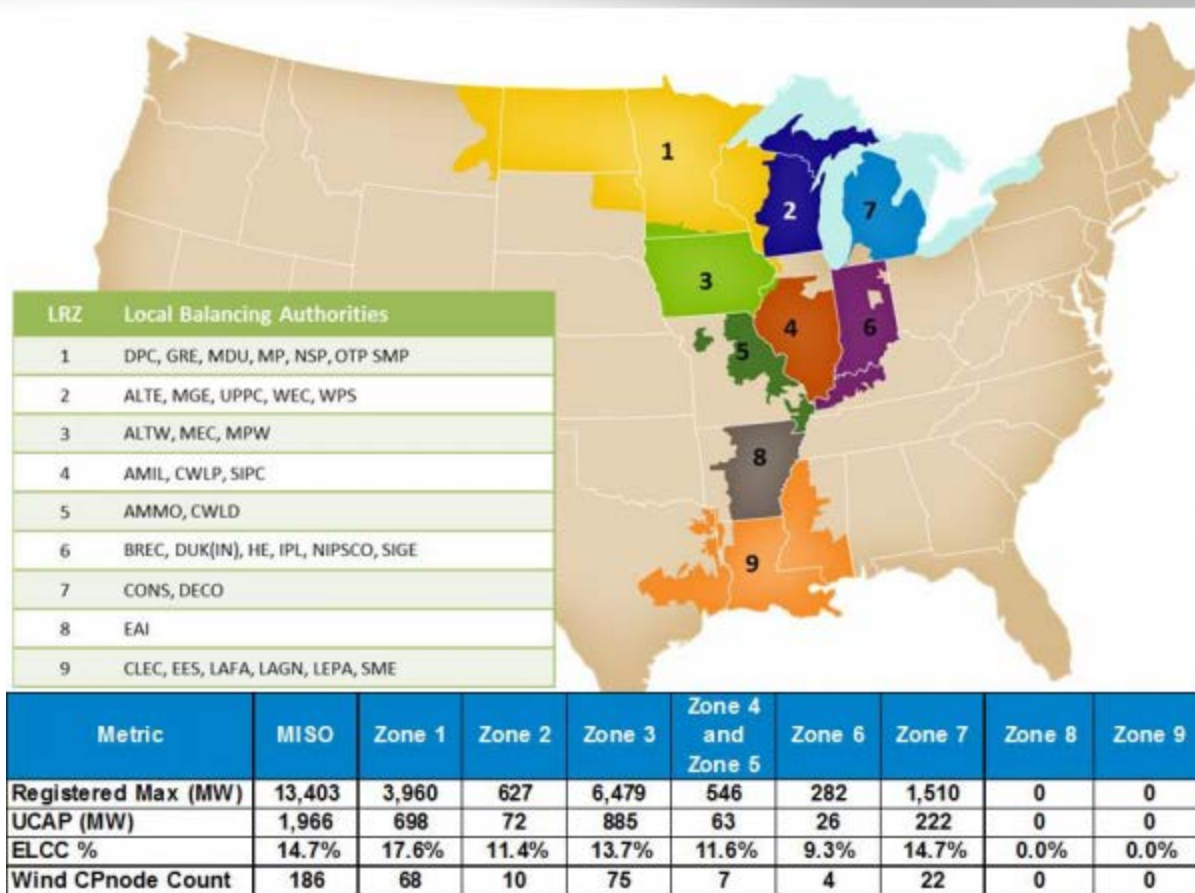 1
2
7
3
4
6
5
8
9
LRZ Local Balancing Authorities
1 DPC, GRE, MDU, MP, NSP, OTP SMP
2 ALTE, MGE, UPPC, WEC, WPS
3 ALTW, MEC, MPW
4 AMIL, CWLP, SIPC
5 AMMO, CWLD
6 BREC, DUK(IN), HE, IPL, NIPSCO, SIGE
7 CONS, DECO
8 EAI
9 CLEC, EES, LAFA, LAGN, LEPA, SME
Metric MISO Zone 1 Zone 2 Zone 3 Zone 4 and Zone 5 Zone 6 Zone 7 Zone 8 Zone 9
Registered Max (MW) 13,403 3,960 627 6,479 546 282 1,510 0 0
UCAP (MW) 1,966 698 72 885 63 26 222 0 0
ELCC % 14.7% 17.6% 11.4% 13.7% 11.6% 9.3% 14.7% 0.0% 0.0%
Wind CPnode Count 186 68 10 75 7 4 22 0 0